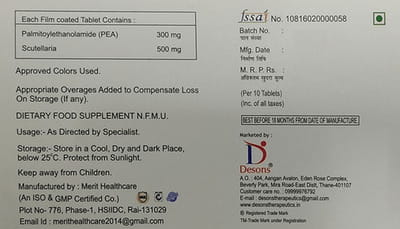 Each Film coated Tablet Contains :
Palmitoylethanolamide (PEA) 300 mg
Scutellaria 500 mg
Approved Colors Used.
Appropriate Overages Added to Compensate Loss
On Storage (If any).
DIETARY FOOD SUPPLEMENT N.F.M.U.
Usage:- As Directed by Specialist.
Storage:- Store in a Cool, Dry and Dark Place,
below 25°C. Protect from Sunlight.
Keep away from Children.
Manufactured by : Merit Healthcare
(An ISO & GMP Certified Co.)
Plot No- 776, Phase-1, HSIIDC, Rai-131029
Email Id : merithealthcare2014@gmail.com
fssai No. 10816020000058
Batch No. :
Mfg. Date :
निर्माण तिथि
M. R. P. Rs. :
अधिकतम खुदरा मूल्य
(Per 10 Tablets)
(Inc. of all taxes)
BEST BEFORE 18 MONTHS FROM DATE OF MANUFACTURE.
Marketed by :
Desons®
A.O.: 404, Aangan Avalon, Eden Rose Complex,
Beverly Park, Mira Road-East Distt, Thane-401107
Customer care no. : 09999976792
E-mail : desonstherapeutics@gmail.com
www.desonstherapeutics.in
® Registered Trade Mark
TM-Trade Mark under Registration